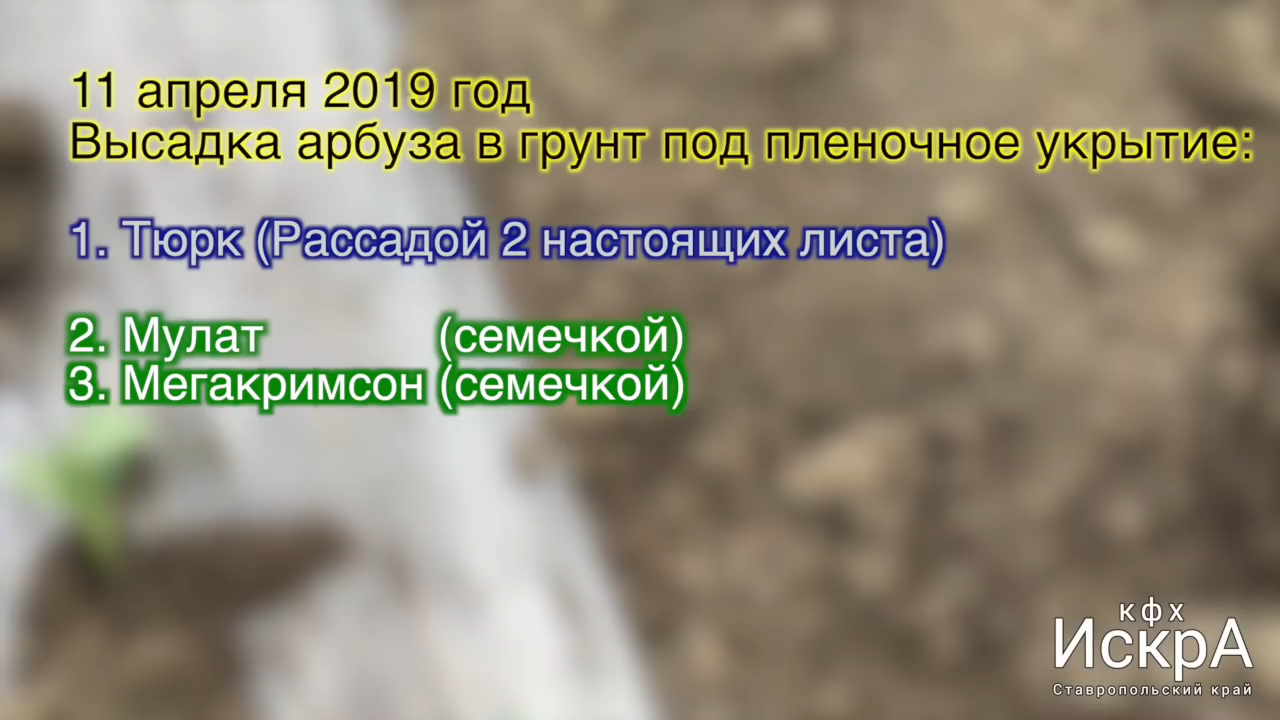 11 апреля 2019 год
Высадка арбуза в грунт под пленочное укрытие:
1. Тюрк (Рассадой 2 настоящих листа)
2. Мулат (семечкой)
3. Мегакримсон (семечкой)
кфх
ИскрА
Ставропольский край